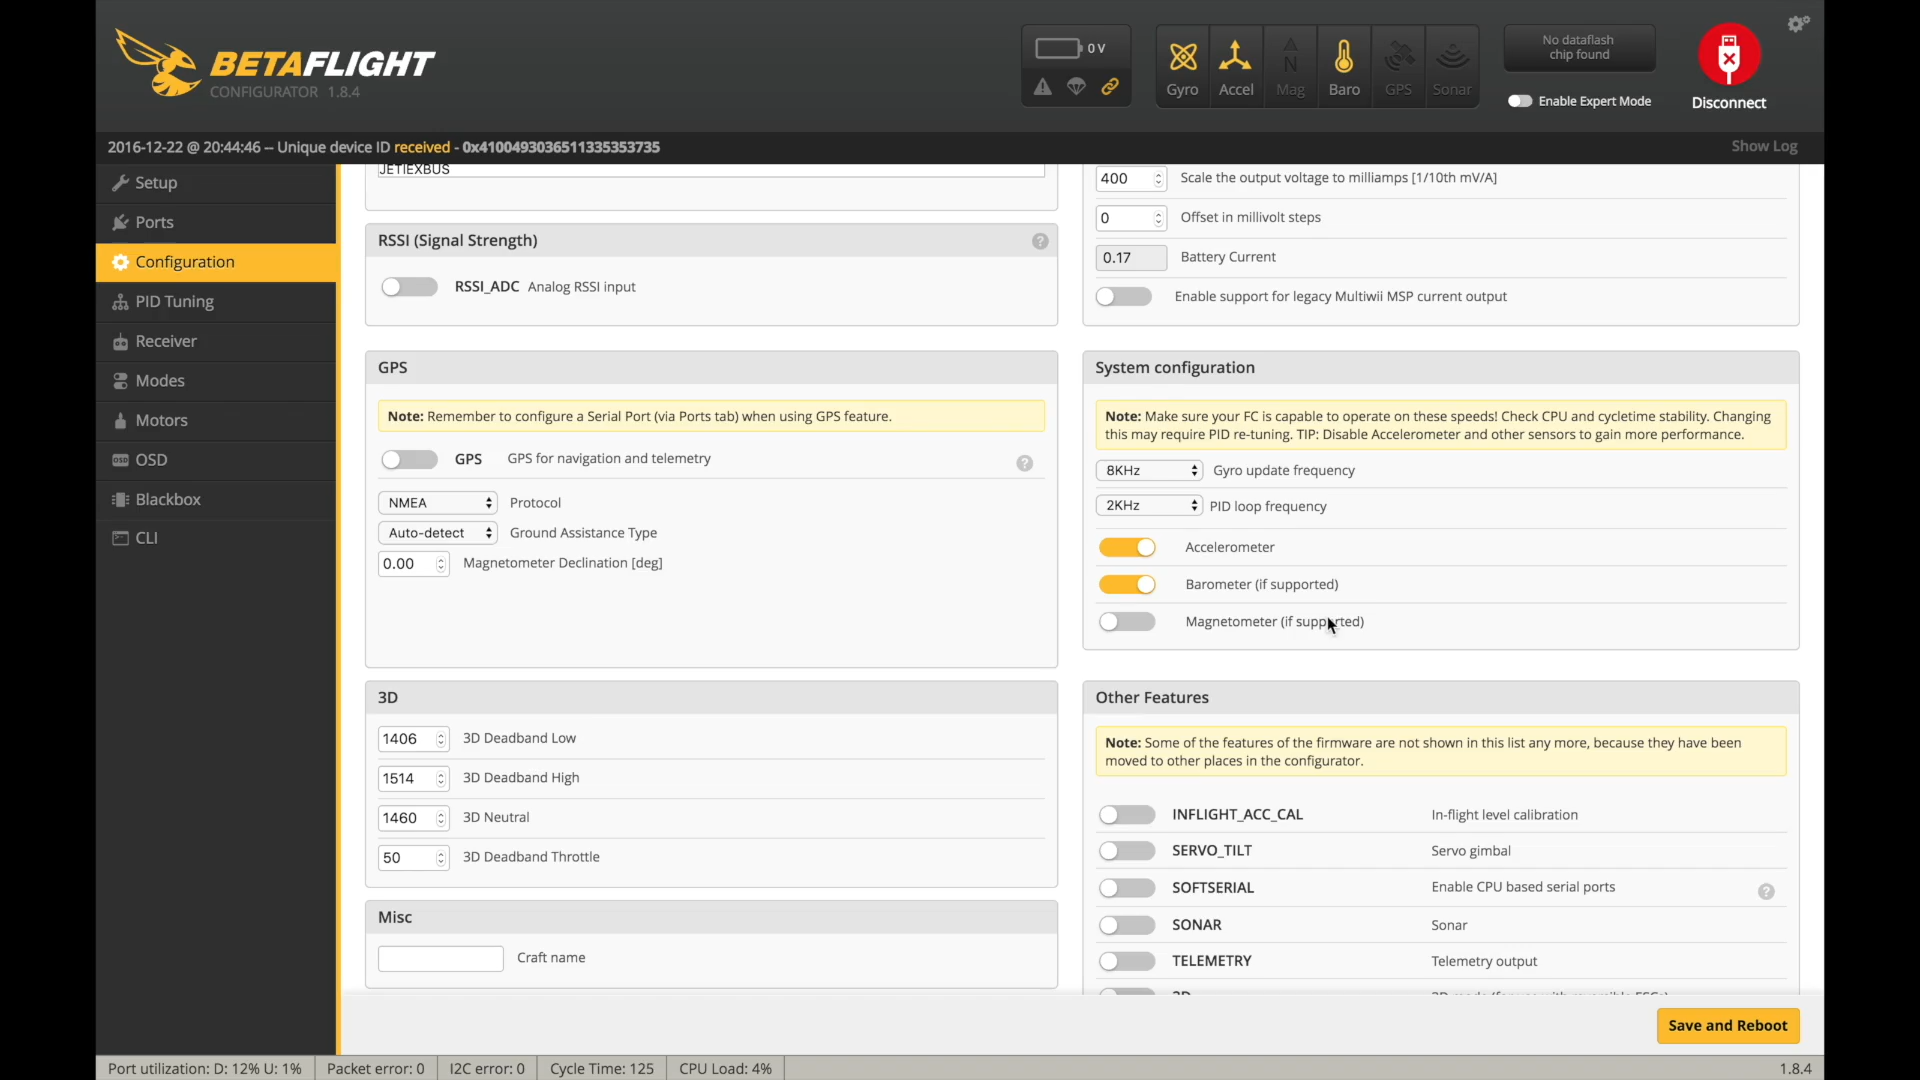 BETAFLIGHT
CONFIGURATOR 1.8.4
0 V
Gyro
Accel
Mag
Baro
GPS
Sonar
No dataflash
chip found
Enable Expert Mode
Disconnect
2016-12-22 @ 20:44:46 -- Unique device ID received - 0x4100493036511335353735
Show Log
Setup
Ports
Configuration
PID Tuning
Receiver
Modes
Motors
OSD
Blackbox
CLI
JETIEXBUS
RSSI (Signal Strength)
RSSI_ADC Analog RSSI input
400 Scale the output voltage to milliamps [1/10th mV/A]
0 Offset in millivolt steps
0.17 Battery Current
Enable support for legacy Multiwii MSP current output
GPS
Note: Remember to configure a Serial Port (via Ports tab) when using GPS feature.
GPS GPS for navigation and telemetry
NMEA Protocol
Auto-detect Ground Assistance Type
0.00 Magnetometer Declination [deg]
System configuration
Note: Make sure your FC is capable to operate on these speeds! Check CPU and cycletime stability. Changing
this may require PID re-tuning. TIP: Disable Accelerometer and other sensors to gain more performance.
8KHz Gyro update frequency
2KHz PID loop frequency
Accelerometer
Barometer (if supported)
Magnetometer (if supported)
3D
1406 3D Deadband Low
1514 3D Deadband High
1460 3D Neutral
50 3D Deadband Throttle
Other Features
Note: Some of the features of the firmware are not shown in this list any more, because they have been
moved to other places in the configurator.
INFLIGHT_ACC_CAL In-flight level calibration
SERVO_TILT Servo gimbal
SOFTSERIAL Enable CPU based serial ports
SONAR Sonar
TELEMETRY Telemetry output
Misc
Craft name
Save and Reboot
Port utilization: D: 12% U: 1%
Packet error: 0
I2C error: 0
Cycle Time: 125
CPU Load: 4%
1.8.4